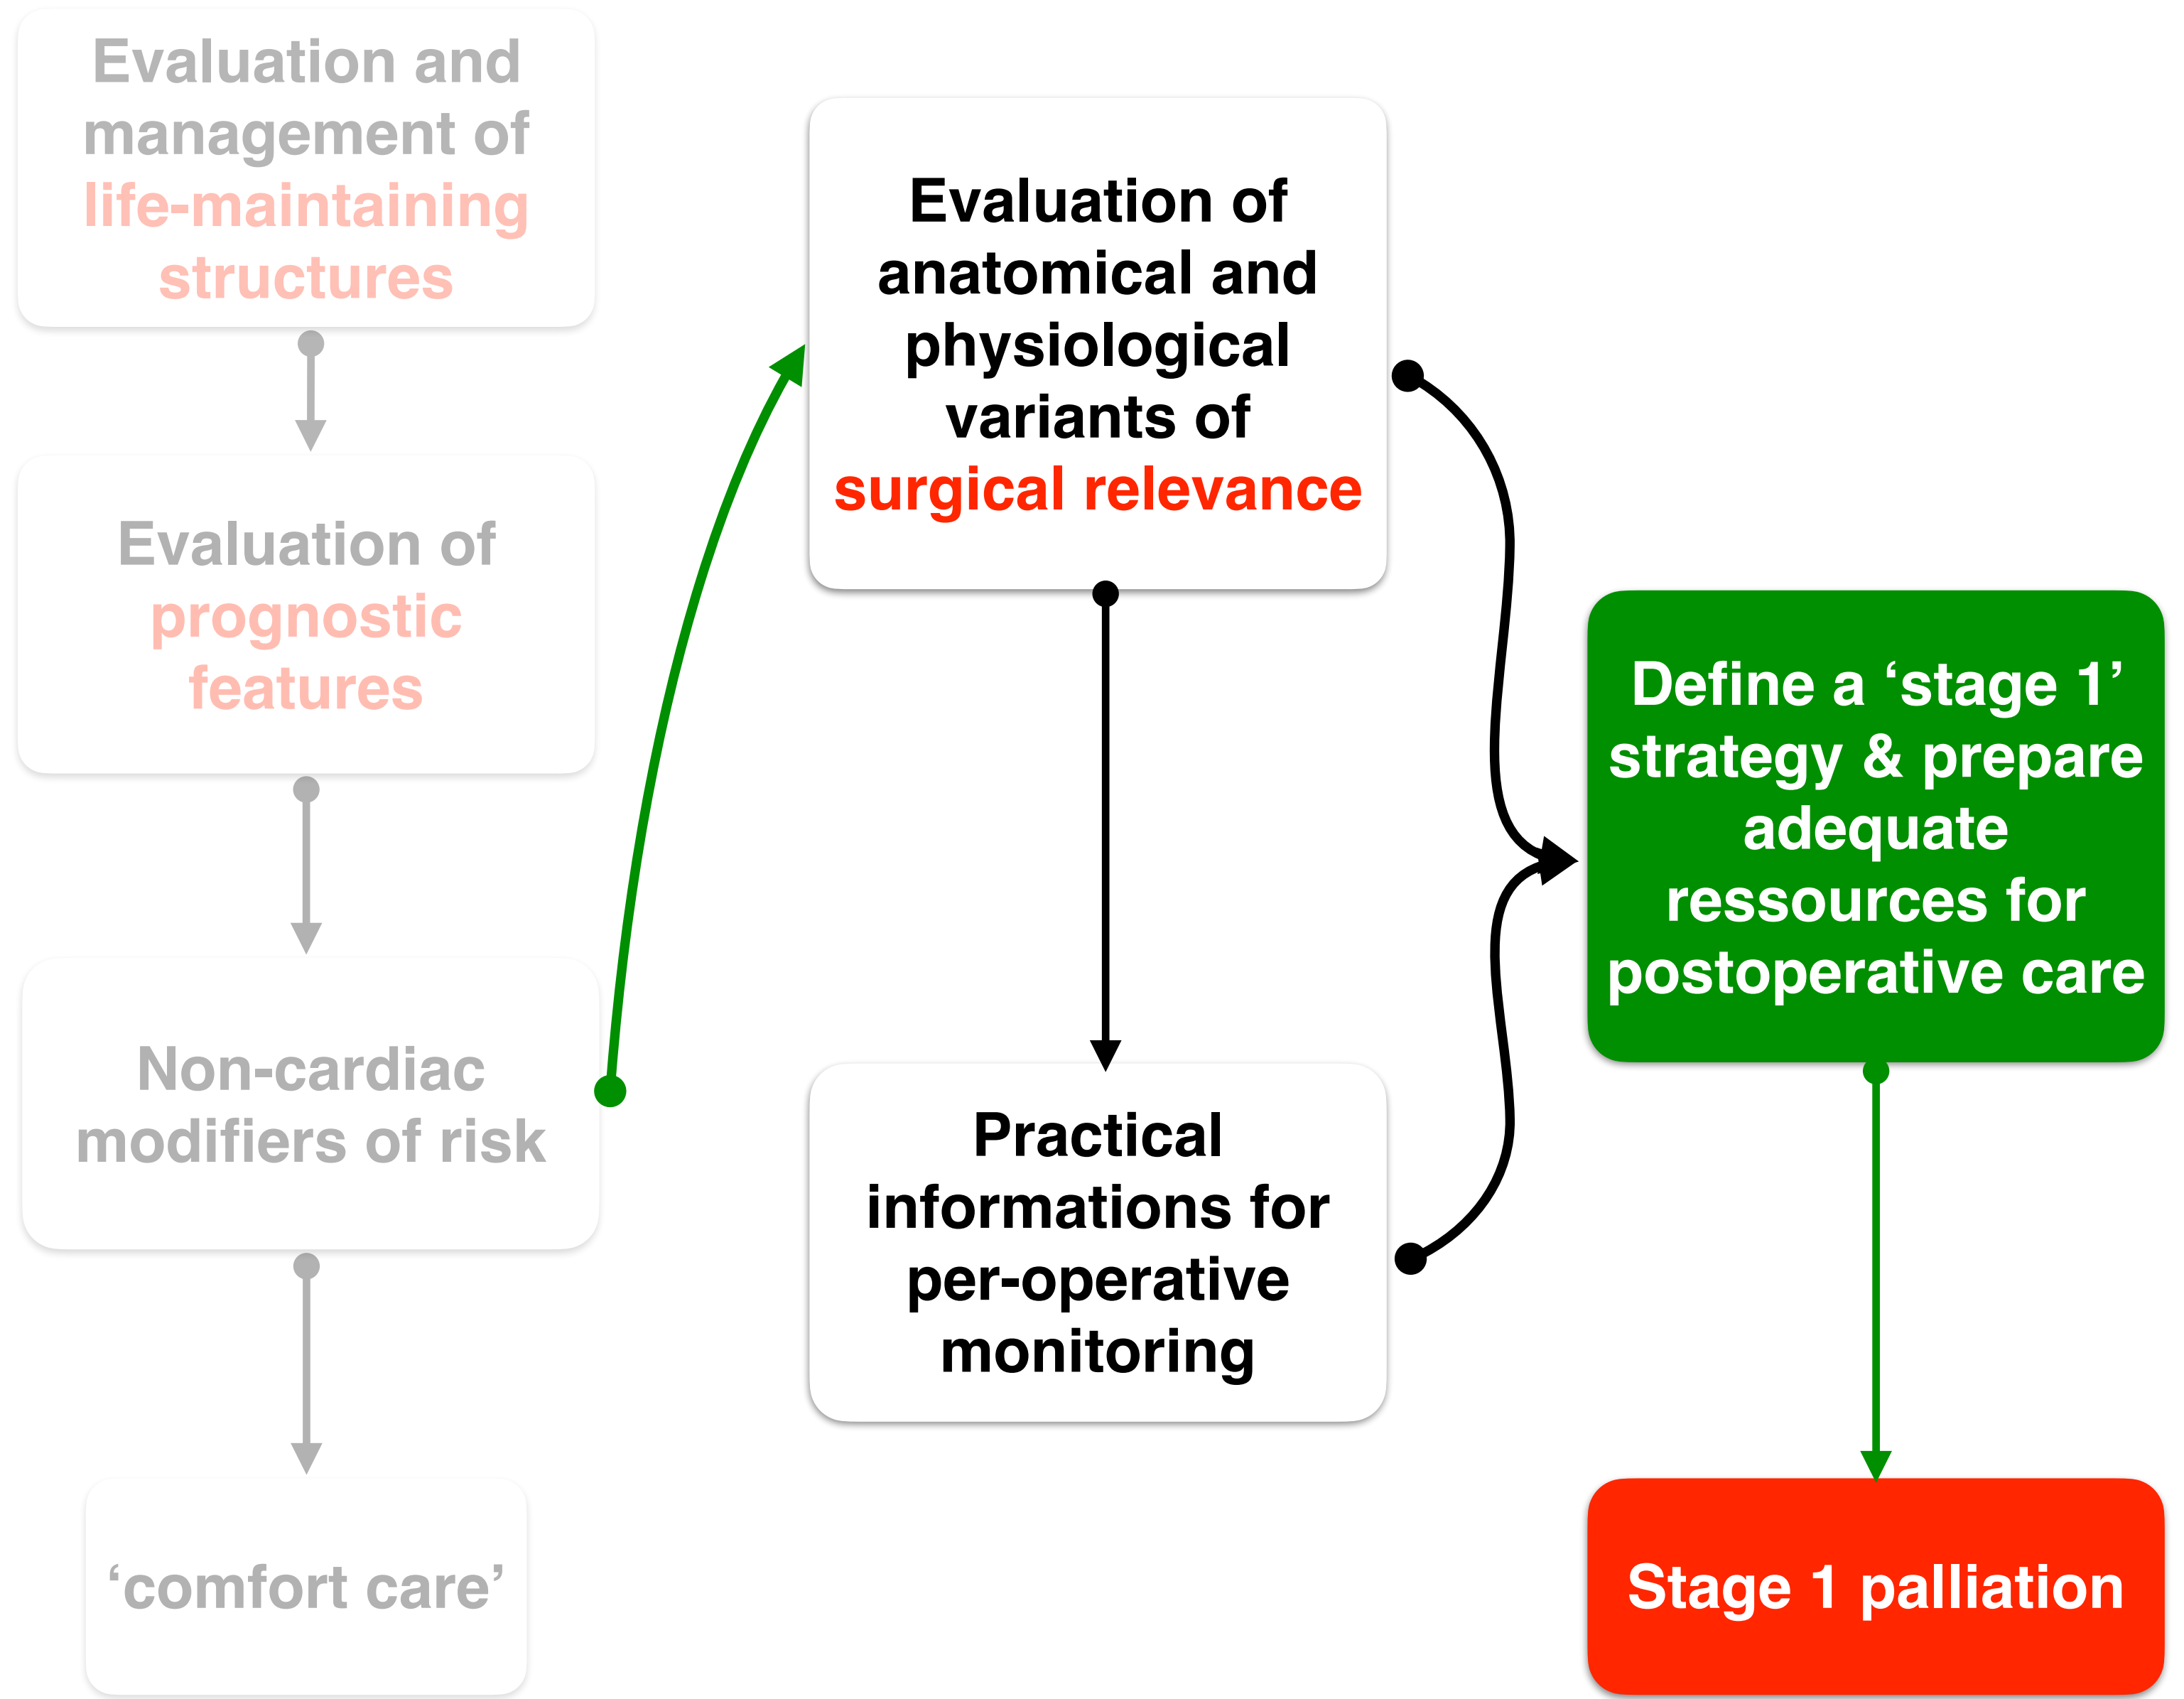 Evaluation and
management of
life-maintaining
structures
Evaluation of
prognostic
features
Non-cardiac
modifiers of risk
‘comfort care’
Evaluation of
anatomical and
physiological
variants of
surgical relevance
Practical
informations for
per-operative
monitoring
Define a ‘stage 1’
strategy & prepare
adequate
ressources for
postoperative care
Stage 1 palliation